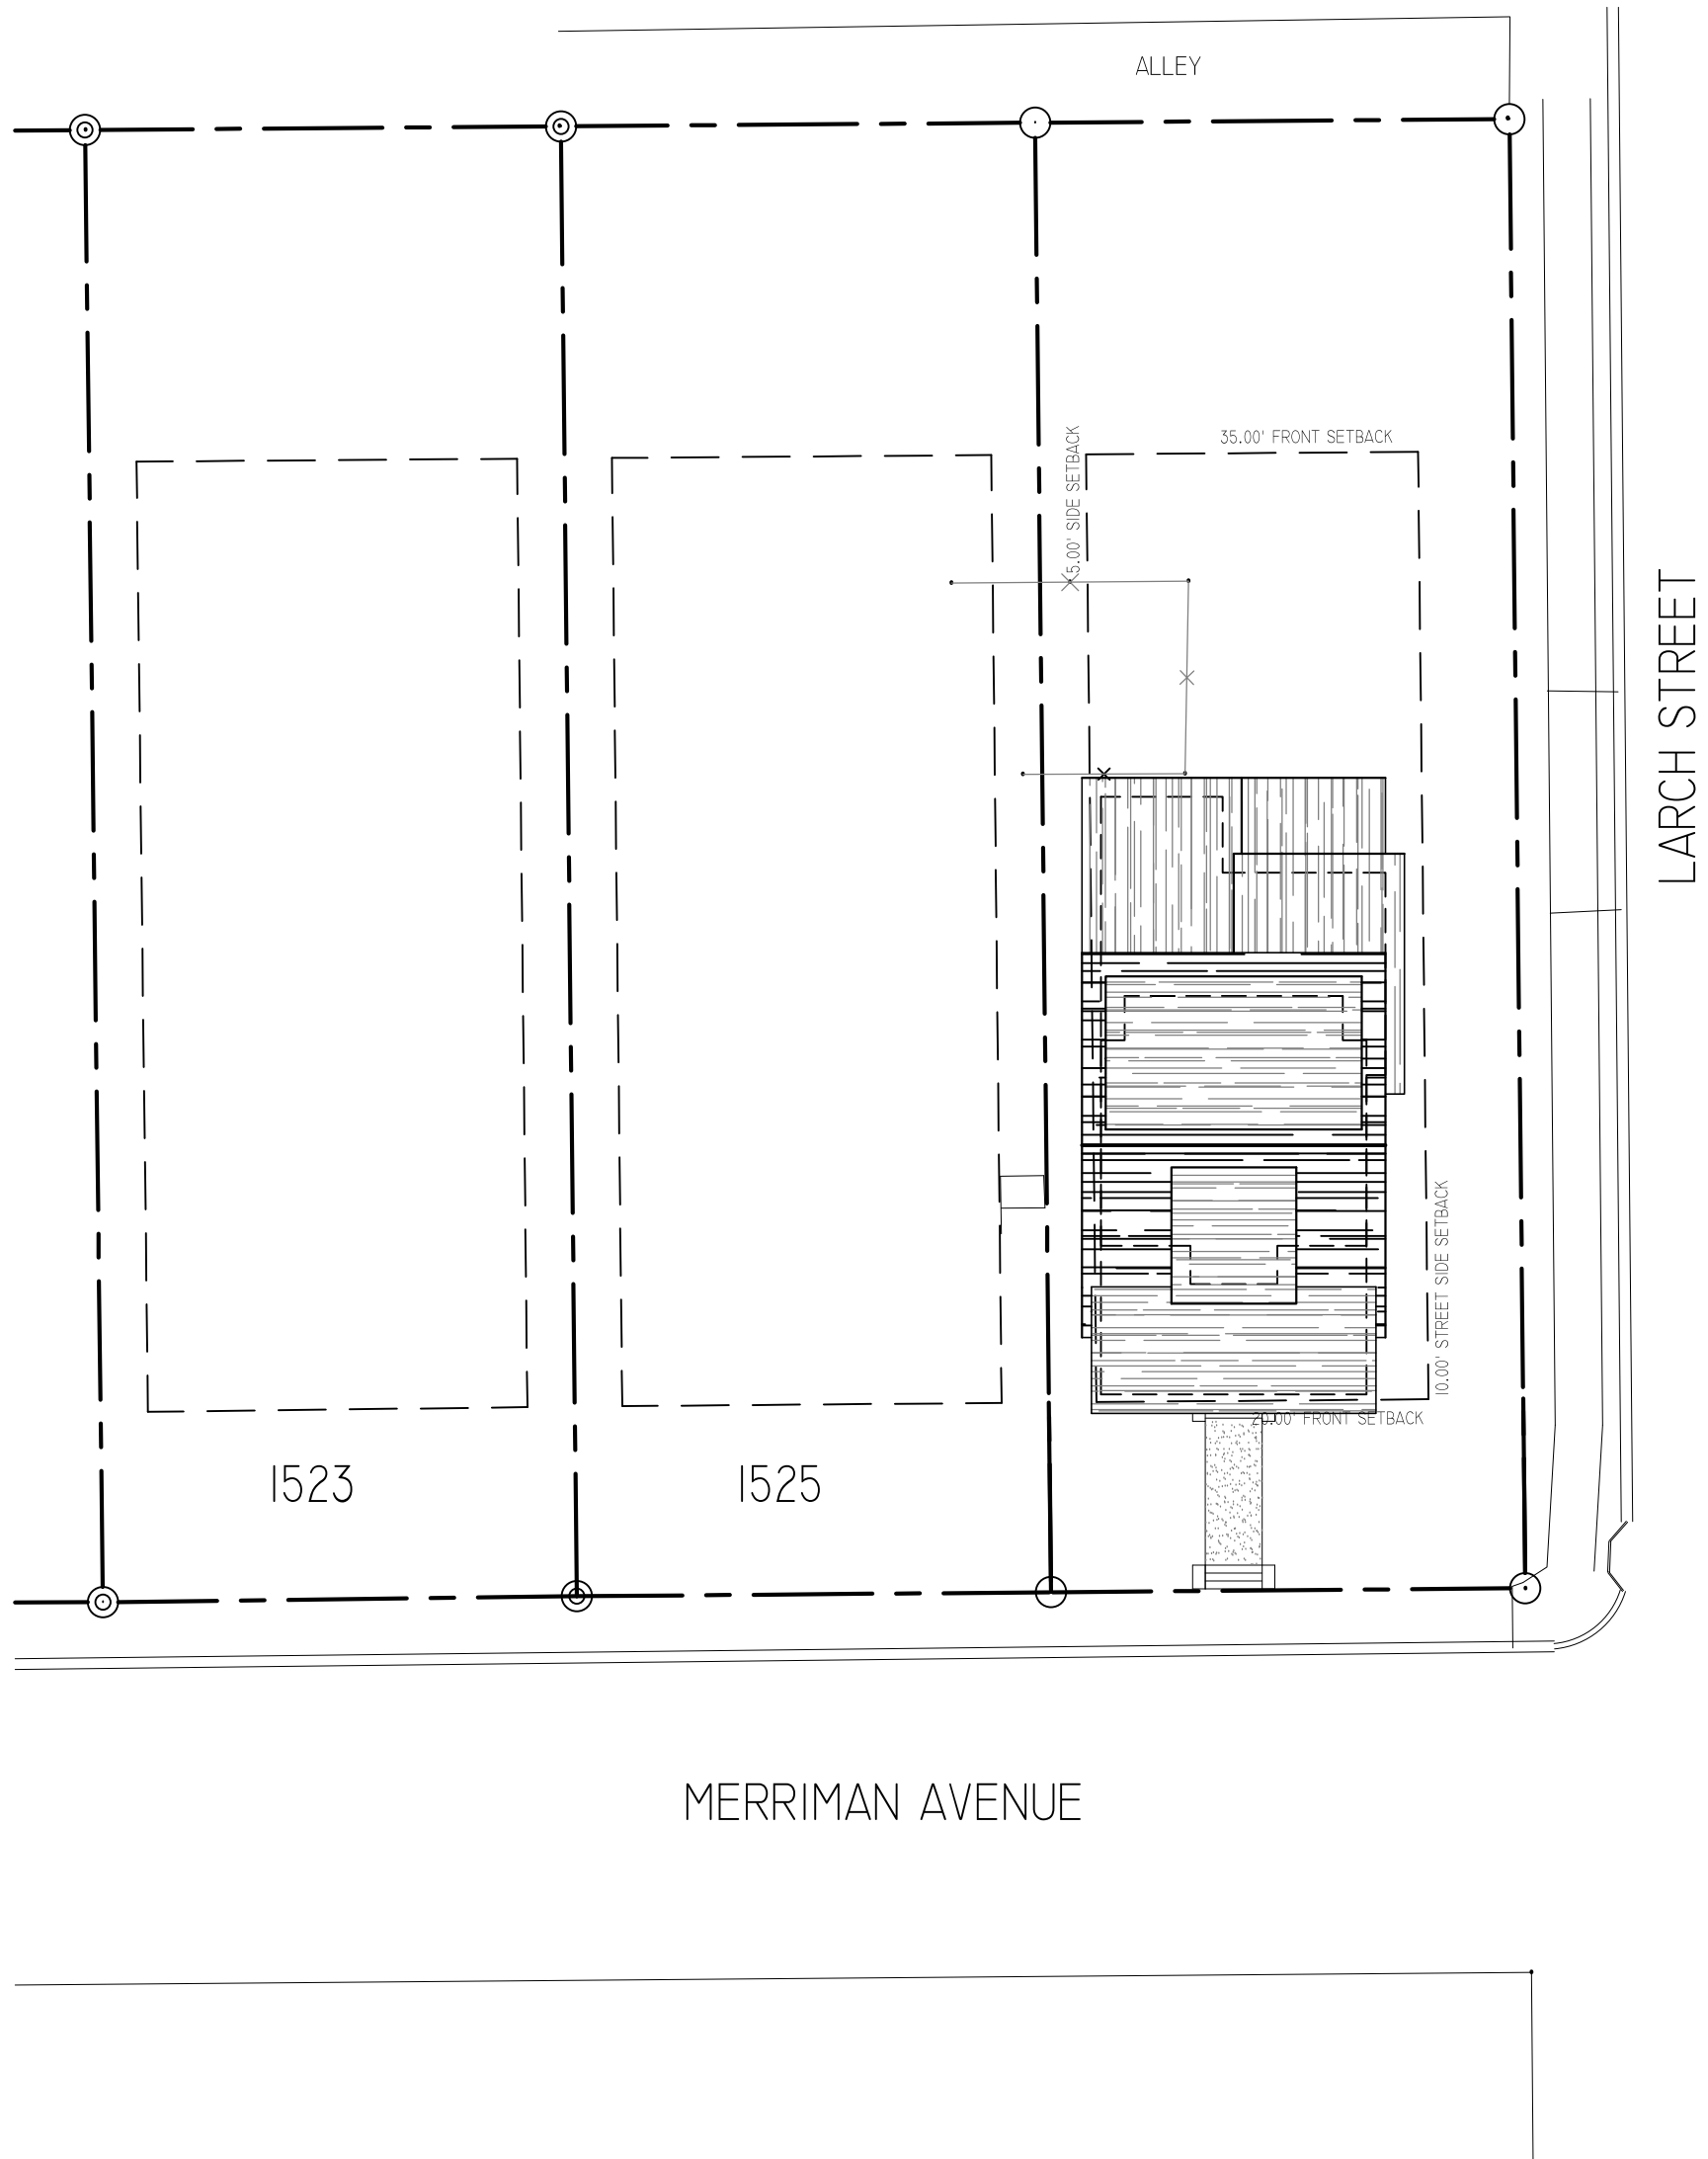 ALLEY
35.00' FRONT SETBACK
5.00' SIDE SETBACK
LARCH STREET
10.00' STREET SIDE SETBACK
20.00' FRONT SETBACK
1523
1525
MERRIMAN AVENUE